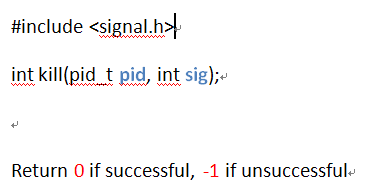 #include <signal.h>
int kill(pid_t pid, int sig);
Return 0 if successful, -1 if unsuccessful